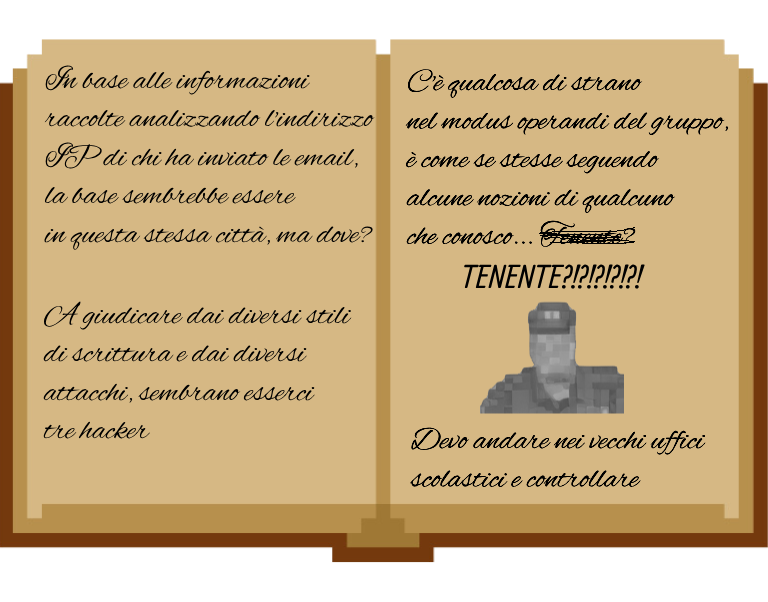 In base alle informazioni
raccolte analizzando l'indirizzo
IP di chi ha inviato le email,
la base sembrebbe essere
in questa stessa città, ma dove?
A giudicare dai diversi stili
di scrittura e dai diversi
attacchi, sembrano esserci
tre hacker
C'è qualcosa di strano
nel modus operandi del gruppo,
è come se stesse seguendo
alcune nozioni di qualcuno
che conosco... Tenente?
TENENTE?!?!?!?!
Devo andare nei vecchi uffici
scolastici e controllare